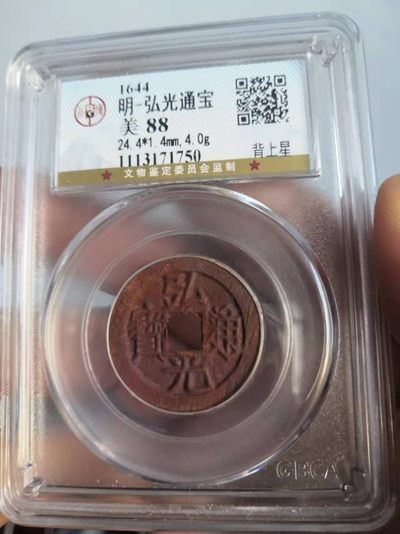 1644
明-弘光通宝
美 88
24.4*1.4mm,4.0g
1113171750
背上星
★ 文物鉴定委员会监制 ★
弘光通寶
GBCA